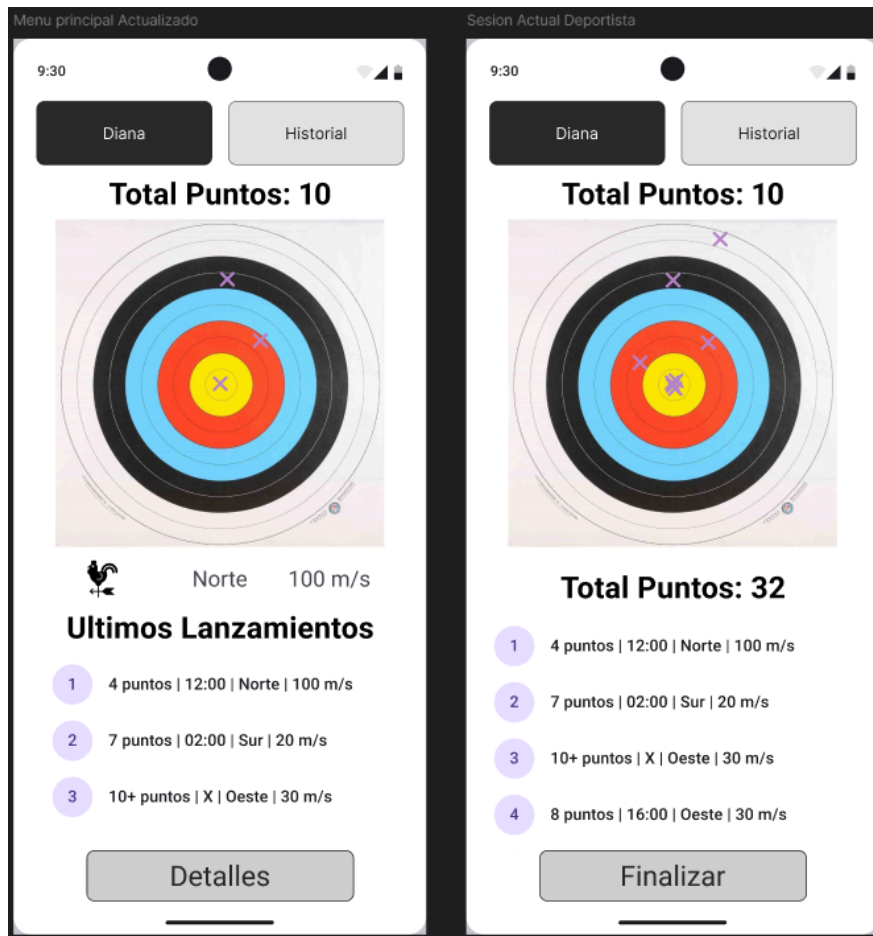 Menu principal Actualizado
9:30
Diana
Historial
Total Puntos: 10
Norte
100 m/s
Ultimos Lanzamientos
1
4 puntos | 12:00 | Norte | 100 m/s
2
7 puntos | 02:00 | Sur | 20 m/s
3
10+ puntos | X | Oeste | 30 m/s
Detalles
Sesion Actual Deportista
9:30
Diana
Historial
Total Puntos: 10
Total Puntos: 32
1
4 puntos | 12:00 | Norte | 100 m/s
2
7 puntos | 02:00 | Sur | 20 m/s
3
10+ puntos | X | Oeste | 30 m/s
4
8 puntos | 16:00 | Oeste | 30 m/s
Finalizar